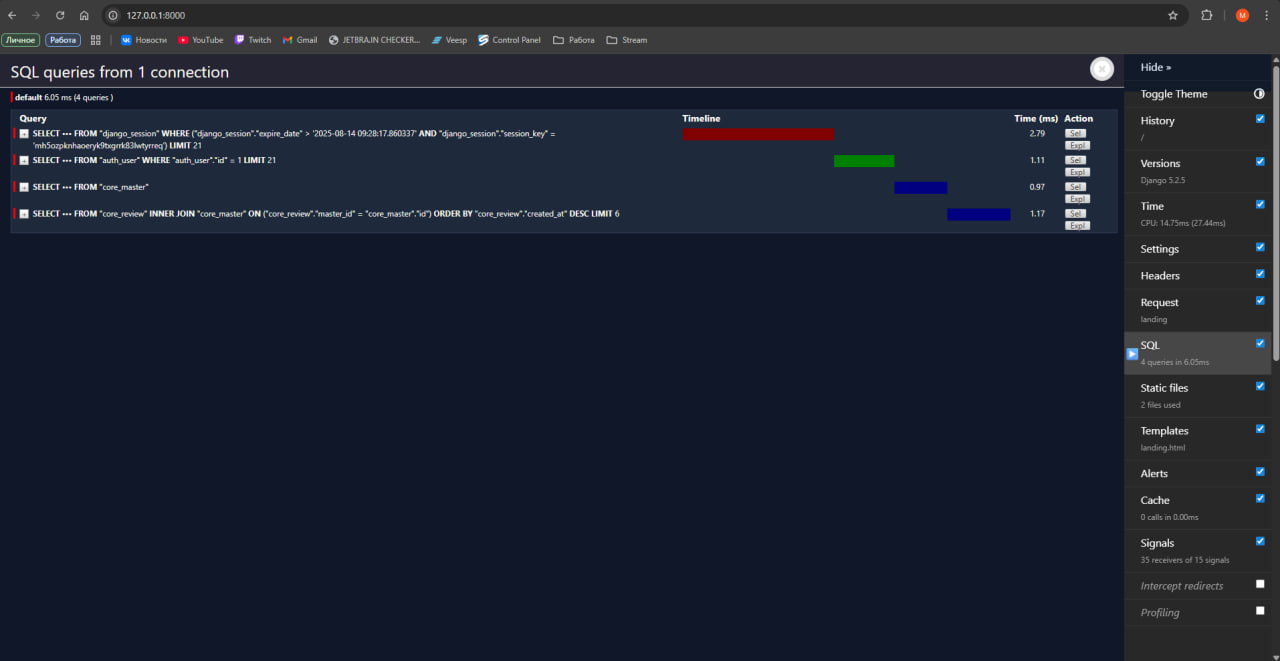 127.0.0.1:8000
Личное
Работа
Новости
YouTube
Twitch
Gmail
JETBRAJN CHECKER...
Veesp
Control Panel
Работа
Stream
M
SQL queries from 1 connection
default 6.05 ms (4 queries )
Query Timeline Time (ms) Action
SELECT ••• FROM "django_session" WHERE ("django_session"."expire_date" > '2025-08-14 09:28:17.860337' AND "django_session"."session_key" = 2.79 Sel
'mh5ozpknhaoeryk9txgrrk83lwtyrreq') LIMIT 21 Expl
SELECT ••• FROM "auth_user" WHERE "auth_user"."id" = 1 LIMIT 21 1.11 Sel
Expl
SELECT ••• FROM "core_master" 0.97 Sel
Expl
SELECT ••• FROM "core_review" INNER JOIN "core_master" ON ("core_review"."master_id" = "core_master"."id") ORDER BY "core_review"."created_at" DESC LIMIT 6 1.17 Sel
Expl
Hide »
Toggle Theme
History
/
Versions
Django 5.2.5
Time
CPU: 14.75ms (27.44ms)
Settings
Headers
Request
landing
SQL
4 queries in 6.05ms
Static files
2 files used
Templates
landing.html
Alerts
Cache
0 calls in 0.00ms
Signals
35 receivers of 15 signals
Intercept redirects
Profiling